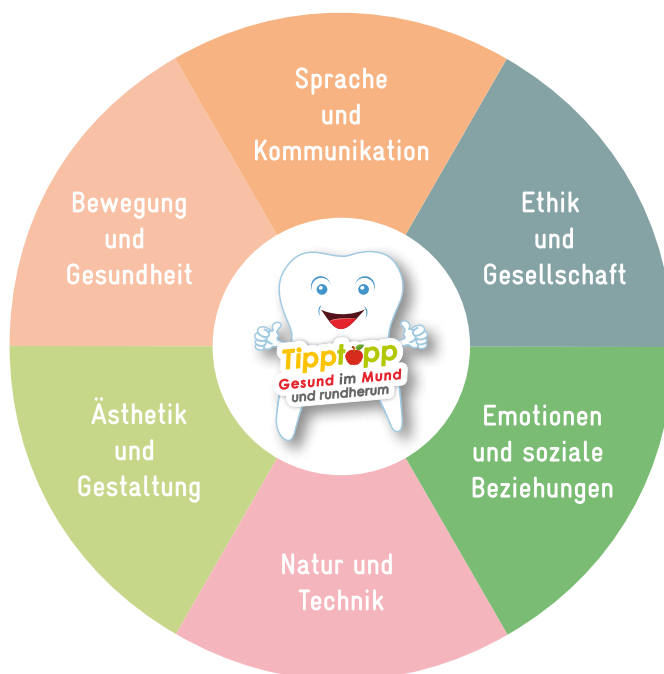 Sprache
und
Kommunikation
Ethik
und
Gesellschaft
Emotionen
und soziale
Beziehungen
Natur und
Technik
Ästhetik
und
Gestaltung
Bewegung
und
Gesundheit
Tipptopp
Gesund im Mund
und rundherum